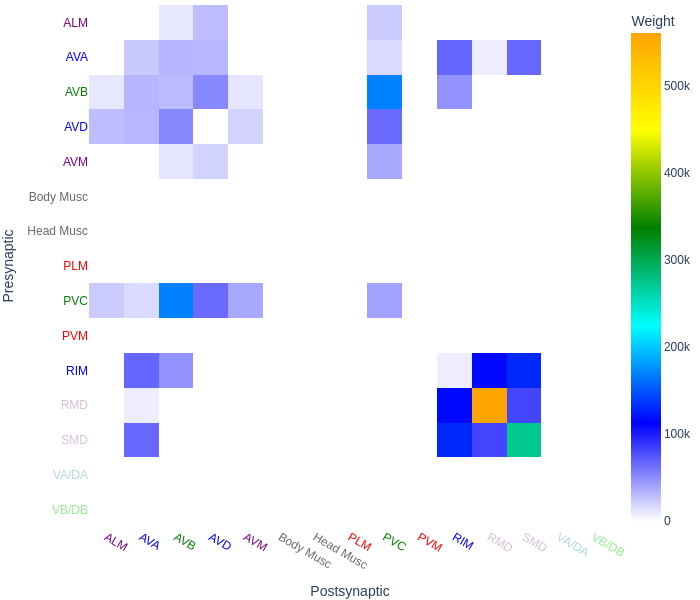 Weight
ALM
AVA
AVB
AVD
AVM
Body Musc
Head Musc
PLM
PVC
PVM
RIM
RMD
SMD
VA/DA
VB/DB
Presynaptic
500k
400k
300k
200k
100k
0
ALM
AVA
AVB
AVD
AVM
Body Musc
Head Musc
PLM
PVC
PVM
RIM
RMD
SMD
VA/DA
VB/DB
Postsynaptic